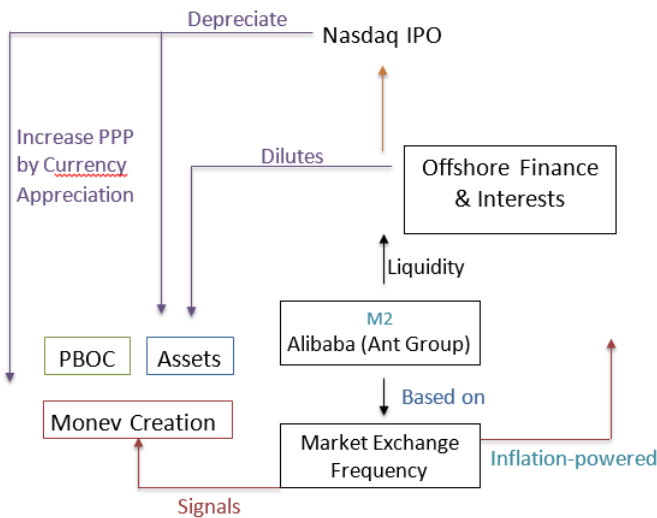 Depreciate
Nasdaq IPO
Increase PPP
by Currency
Appreciation
Dilutes
Offshore Finance
& Interests
Liquidity
M2
Alibaba (Ant Group)
PBOC
Assets
Based on
Monev Creation
Market Exchange
Frequency
Inflation-powered
Signals